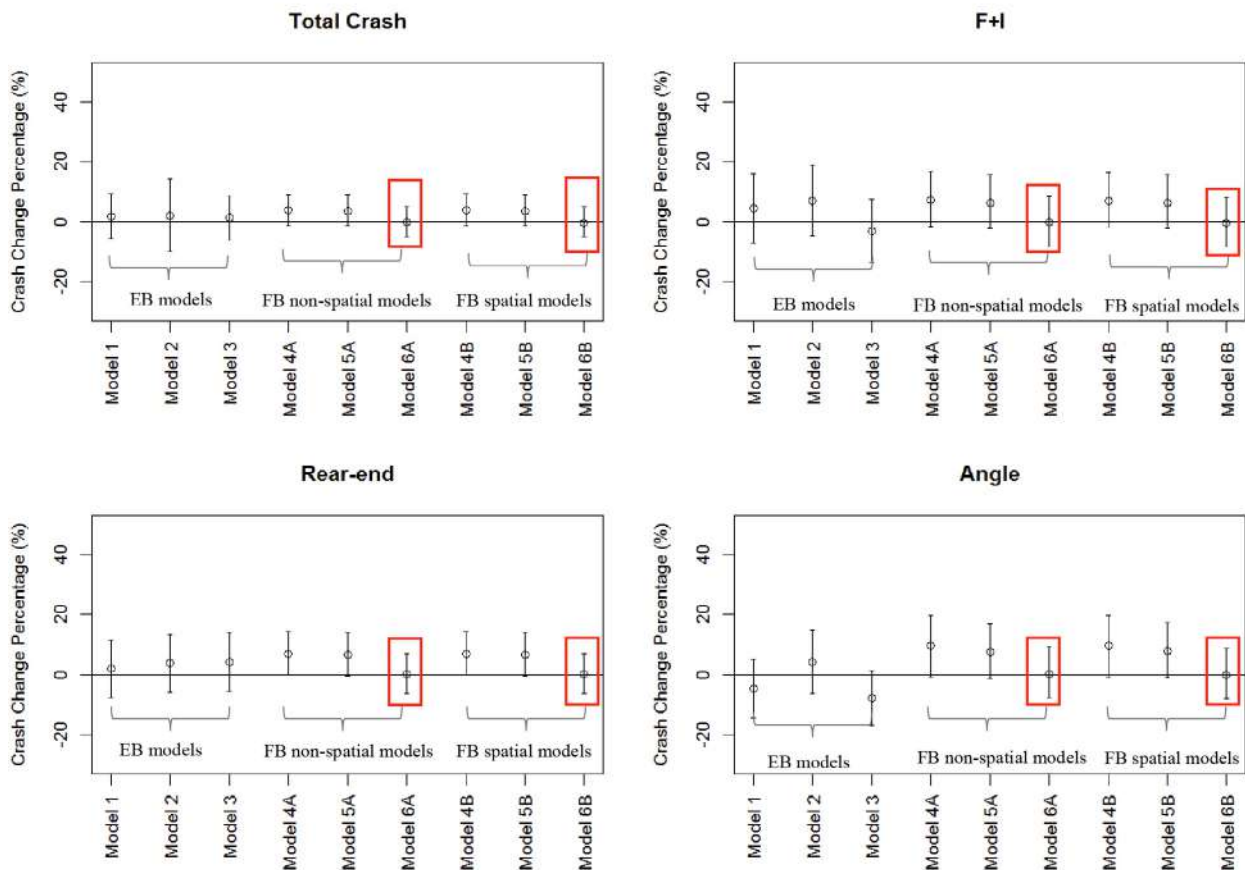 Total Crash
Crash Change Percentage (%)
40
20
0
-20
EB models
FB non-spatial models
FB spatial models
Model 1
Model 2
Model 3
Model 4A
Model 5A
Model 6A
Model 4B
Model 5B
Model 6B
F+I
Crash Change Percentage (%)
40
20
0
-20
EB models
FB non-spatial models
FB spatial models
Model 1
Model 2
Model 3
Model 4A
Model 5A
Model 6A
Model 4B
Model 5B
Model 6B
Rear-end
Crash Change Percentage (%)
40
20
0
-20
EB models
FB non-spatial models
FB spatial models
Model 1
Model 2
Model 3
Model 4A
Model 5A
Model 6A
Model 4B
Model 5B
Model 6B
Angle
Crash Change Percentage (%)
40
20
0
-20
EB models
FB non-spatial models
FB spatial models
Model 1
Model 2
Model 3
Model 4A
Model 5A
Model 6A
Model 4B
Model 5B
Model 6B